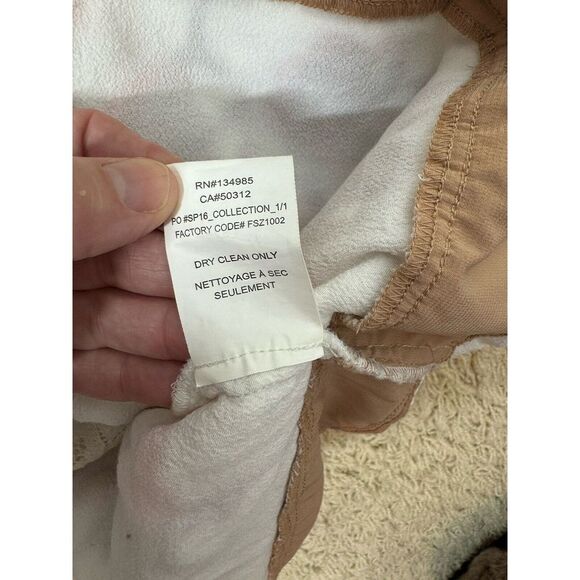 RN#134985
CA#50312
PO #SP16_COLLECTION_1/1
FACTORY CODE# FSZ1002
DRY CLEAN ONLY
NETTOYAGE À SEC
SEULEMENT